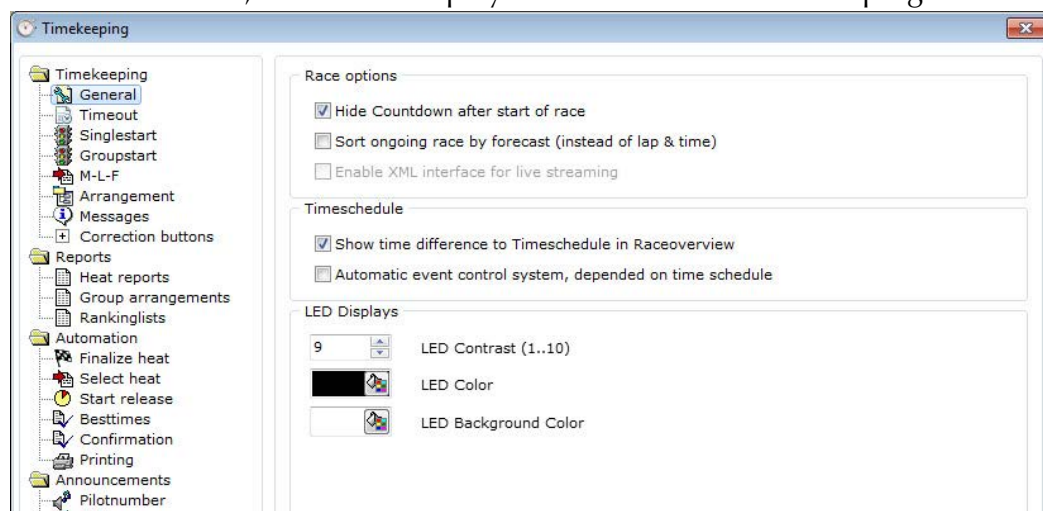 Timekeeping
Timekeeping
General
Timeout
Singlestart
Groupstart
M-L-F
Arrangement
Messages
Correction buttons
Reports
Heat reports
Group arrangements
Rankinglists
Automation
Finalize heat
Select heat
Start release
Besttimes
Confirmation
Printing
Announcements
Pilotnumber
Race options
Hide Countdown after start of race
Sort ongoing race by forecast (instead of lap & time)
Enable XML interface for live streaming
Timeschedule
Show time difference to Timeschedule in Raceoverview
Automatic event control system, depended on time schedule
LED Displays
9 LED Contrast (1..10)
LED Color
LED Background Color